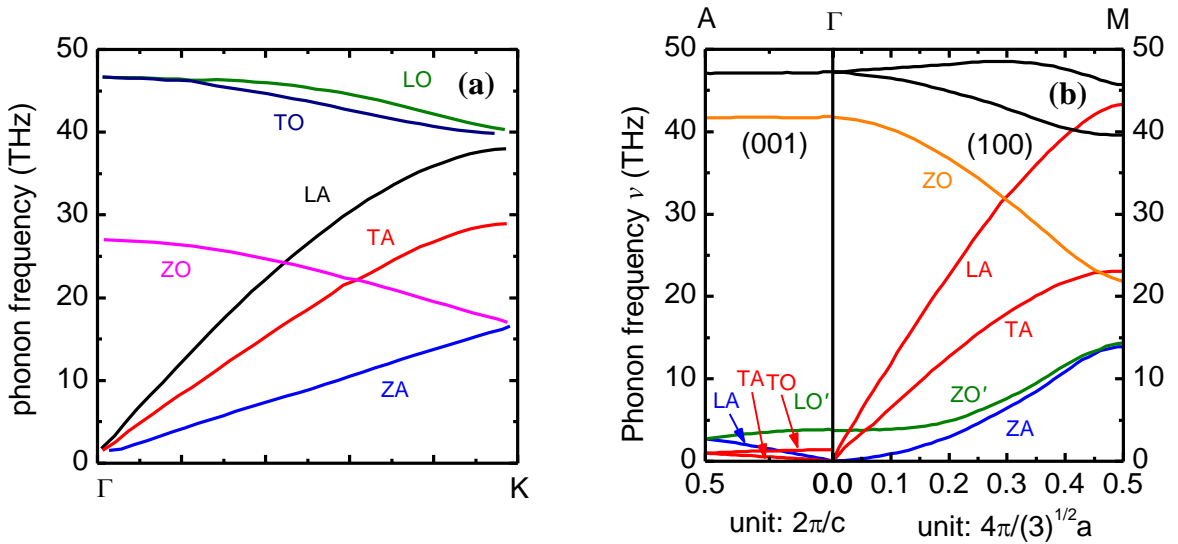 (a)
phonon frequency (THz)
50
40
30
20
10
0
LO
TO
LA
TA
ZO
ZA
Γ
K
A
Γ
M
(b)
Phonon frequency ν (THz)
50
40
30
20
10
0
50
40
30
20
10
0
(001)
(100)
ZO
LA
TA
TA
TO
LO′
LA
ZO′
ZA
0.5
0.0
0.0
0.1
0.2
0.3
0.4
0.5
unit: 2π/c
unit: 4π/(3)^1/2a